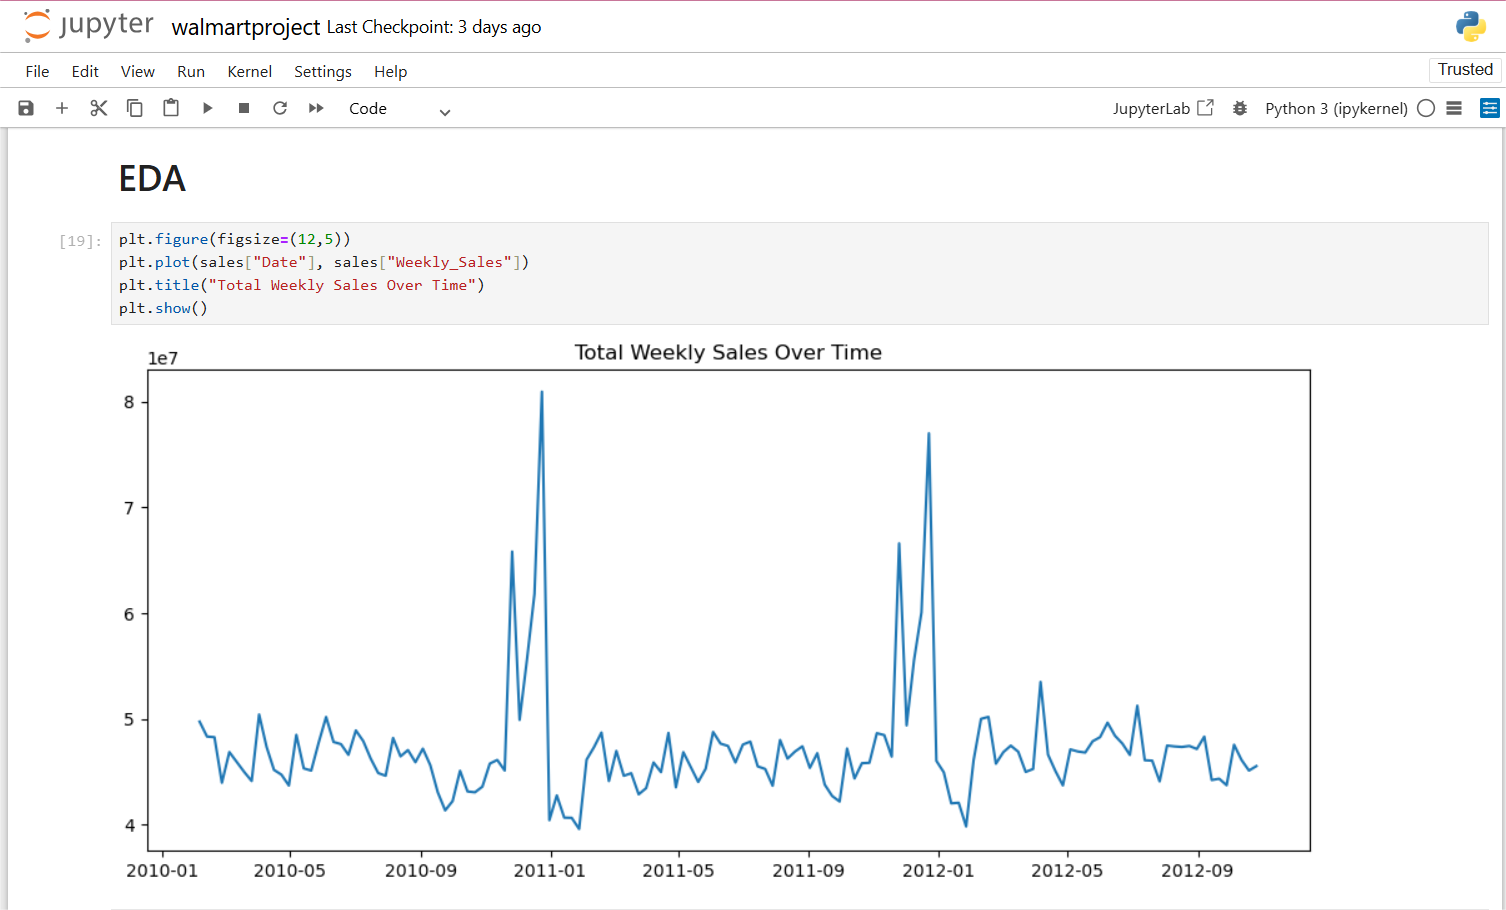 jupyter walmartproject Last Checkpoint: 3 days ago
File Edit View Run Kernel Settings Help Trusted
Code JupyterLab Python 3 (ipykernel)
EDA
[19]: plt.figure(figsize=(12,5))
plt.plot(sales["Date"], sales["Weekly_Sales"])
plt.title("Total Weekly Sales Over Time")
plt.show()
1e7 Total Weekly Sales Over Time
8
7
6
5
4
2010-01 2010-05 2010-09 2011-01 2011-05 2011-09 2012-01 2012-05 2012-09